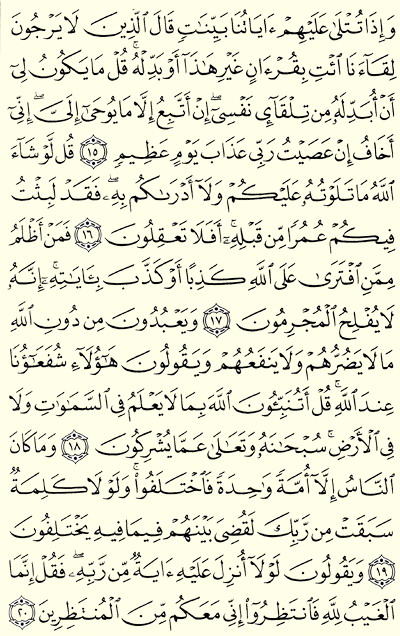 وَإِذَا تُتْلَىٰ عَلَيْهِمْ ءَايَاتُنَا بَيِّنَٰتٍ قَالَ ٱلَّذِينَ لَا يَرْجُونَ
لِقَآءَنَا ٱئْتِ بِقُرْءَانٍ غَيْرِ هَٰذَآ أَوْ بَدِّلْهُ ۚ قُلْ مَا يَكُونُ لِىٓ
أَنْ أُبَدِّلَهُۥ مِن تِلْقَآئِ نَفْسِىٓ ۖ إِنْ أَتَّبِعُ إِلَّا مَا يُوحَىٰٓ إِلَىَّ ۖ إِنِّىٓ
أَخَافُ إِنْ عَصَيْتُ رَبِّى عَذَابَ يَوْمٍ عَظِيمٍ ١٥ قُل لَّوْ شَآءَ
ٱللَّهُ مَا تَلَوْتُهُۥ عَلَيْكُمْ وَلَآ أَدْرَىٰكُم بِهِۦ ۖ فَقَدْ لَبِثْتُ
فِيكُمْ عُمُرًا مِّن قَبْلِهِۦٓ ۚ أَفَلَا تَعْقِلُونَ ١٦ فَمَنْ أَظْلَمُ
مِمَّنِ ٱفْتَرَىٰ عَلَى ٱللَّهِ كَذِبًا أَوْ كَذَّبَ بِـَٔايَٰتِهِۦٓ ۚ إِنَّهُۥ
لَا يُفْلِحُ ٱلْمُجْرِمُونَ ١٧ وَيَعْبُدُونَ مِن دُونِ ٱللَّهِ
مَا لَا يَضُرُّهُمْ وَلَا يَنفَعُهُمْ وَيَقُولُونَ هَٰٓؤُلَآءِ شُفَعَٰٓؤُنَا
عِندَ ٱللَّهِ ۚ قُلْ أَتُنَبِّـُٔونَ ٱللَّهَ بِمَا لَا يَعْلَمُ فِى ٱلسَّمَٰوَٰتِ وَلَا
فِى ٱلْأَرْضِ ۚ سُبْحَٰنَهُۥ وَتَعَٰلَىٰ عَمَّا يُشْرِكُونَ ١٨ وَمَا كَانَ
ٱلنَّاسُ إِلَّآ أُمَّةً وَٰحِدَةً فَٱخْتَلَفُوا۟ ۚ وَلَوْلَا كَلِمَةٌ
سَبَقَتْ مِن رَّبِّكَ لَقُضِىَ بَيْنَهُمْ فِيمَا فِيهِ يَخْتَلِفُونَ
١٩ وَيَقُولُونَ لَوْلَآ أُنزِلَ عَلَيْهِ ءَايَةٌ مِّن رَّبِّهِۦ ۖ فَقُلْ إِنَّمَا
ٱلْغَيْبُ لِلَّهِ فَٱنتَظِرُوٓا۟ إِنِّى مَعَكُم مِّنَ ٱلْمُنتَظِرِينَ ٢٠